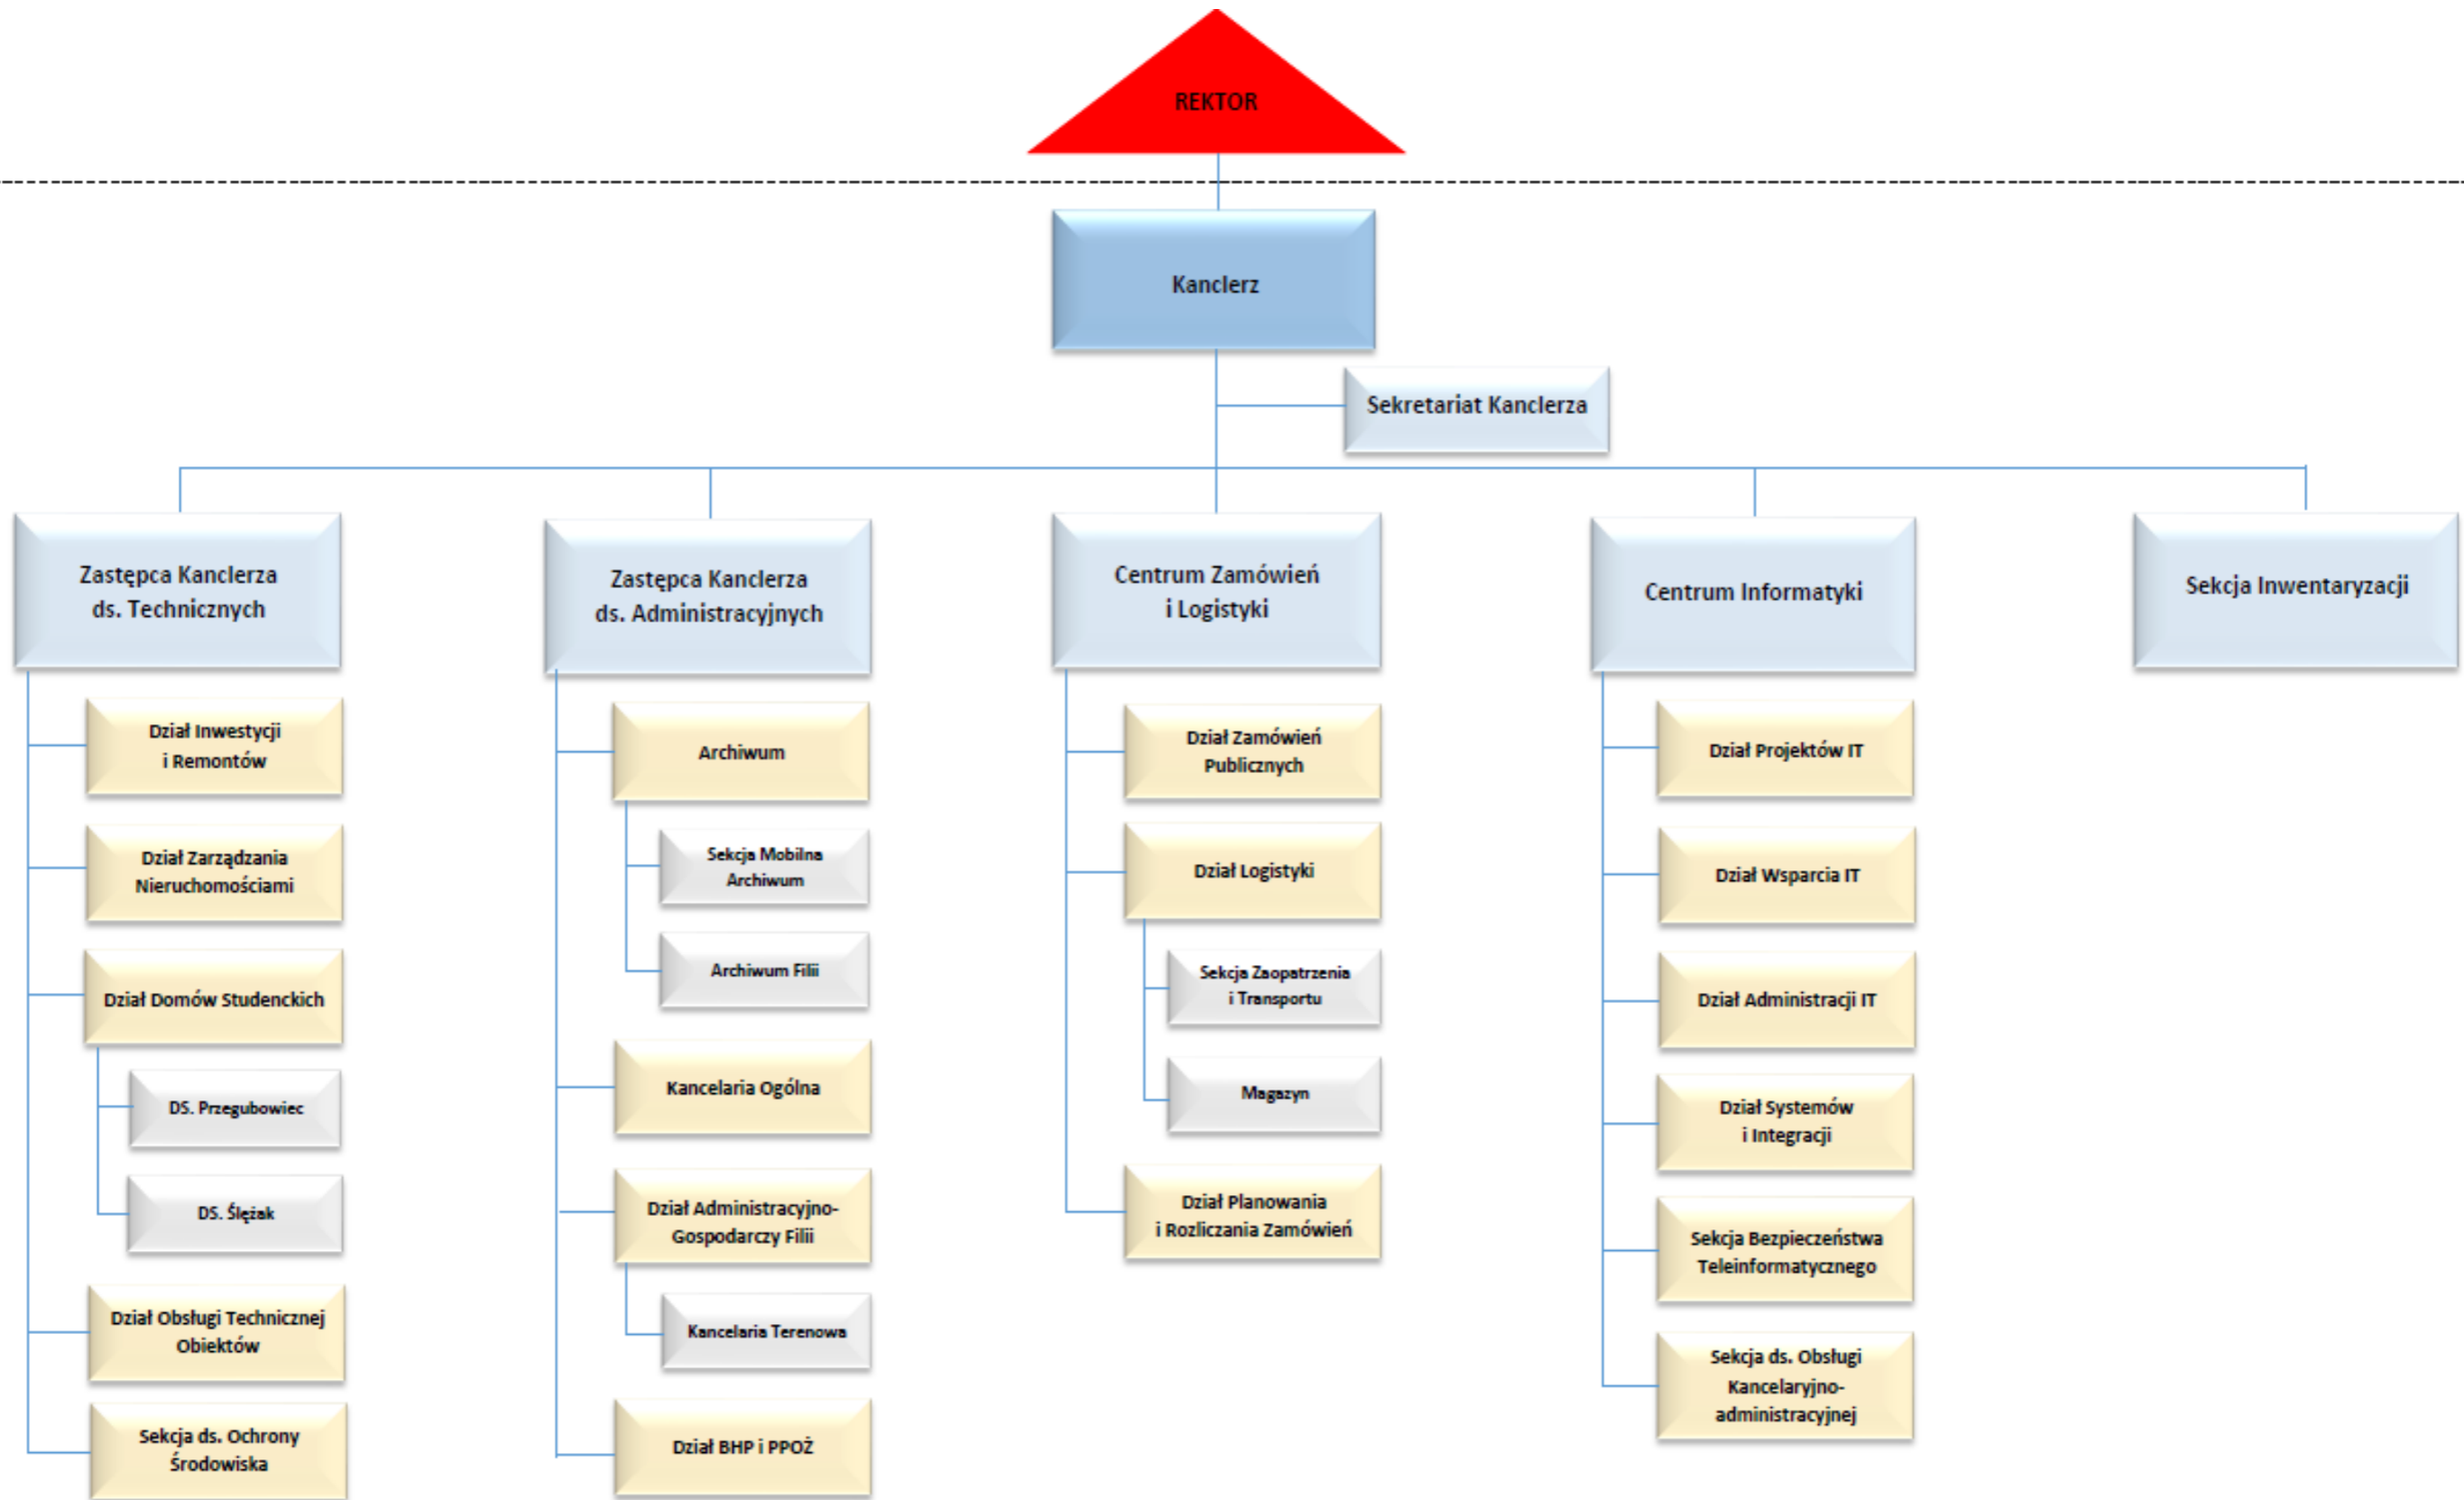 REKTOR
Kanclerz
Sekretariat Kanclerza
Zastępca Kanclerza
ds. Technicznych
Dział Inwestycji
i Remontów
Dział Zarządzania
Nieruchomościami
Dział Domów Studenckich
DS. Przegubowiec
DS. Ślężak
Dział Obsługi Technicznej
Obiektów
Sekcja ds. Ochrony
Środowiska
Zastępca Kanclerza
ds. Administracyjnych
Archiwum
Sekcja Mobilna
Archiwum
Archiwum Filii
Kancelaria Ogólna
Dział Administracyjno-
Gospodarczy Filii
Kancelaria Terenowa
Dział BHP i PPOŻ
Centrum Zamówień
i Logistyki
Dział Zamówień
Publicznych
Dział Logistyki
Sekcja Zaopatrzenia
i Transportu
Magazyn
Dział Planowania
i Rozliczania Zamówień
Centrum Informatyki
Dział Projektów IT
Dział Wsparcia IT
Dział Administracji IT
Dział Systemów
i Integracji
Sekcja Bezpieczeństwa
Teleinformatycznego
Sekcja ds. Obsługi
Kancelaryjno-
administracyjnej
Sekcja Inwentaryzacji